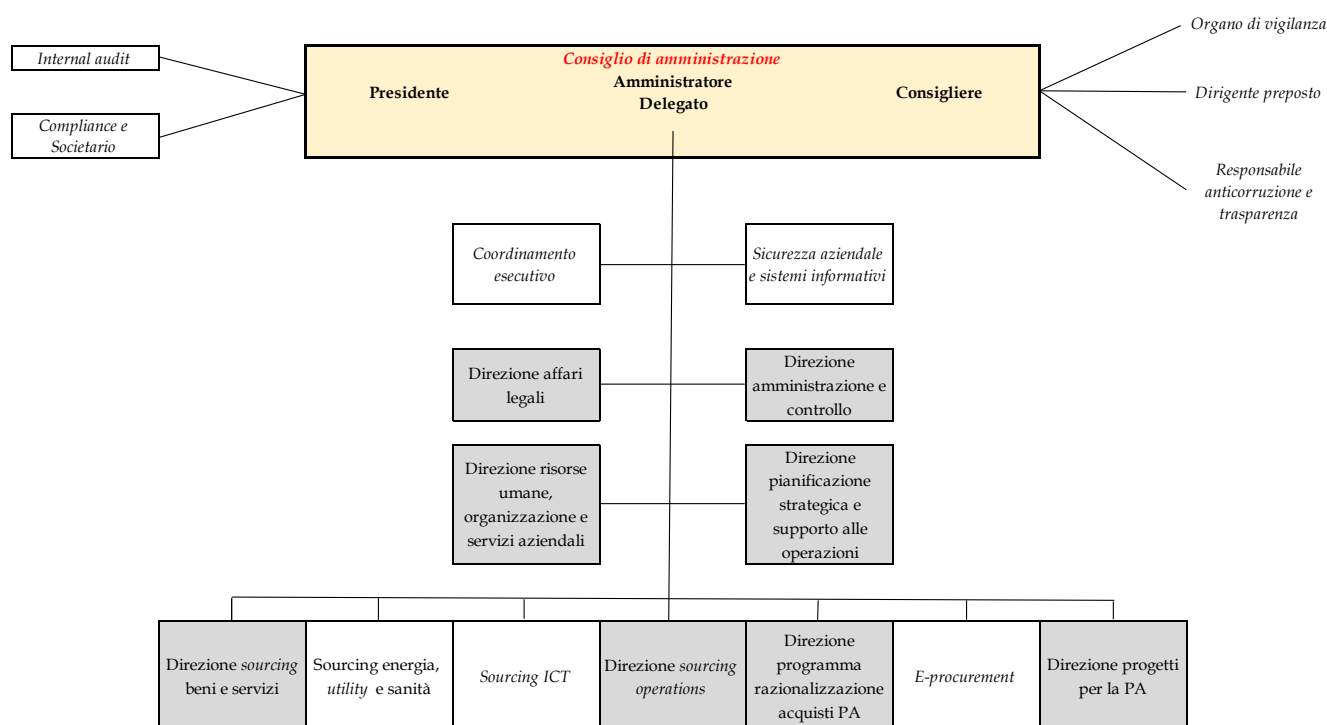 Organo di vigilanza
Internal audit
Consiglio di amministrazione
Presidente
Amministratore
Delegato
Consigliere
Dirigente preposto
Compliance e
Societario
Responsabile
anticorruzione e
trasparenza
Coordinamento
esecutivo
Sicurezza aziendale
e sistemi informativi
Direzione affari
legali
Direzione
amministrazione e
controllo
Direzione risorse
umane,
organizzazione e
servizi aziendali
Direzione
pianificazione
strategica e
supporto alle
operazioni
Direzione sourcing
beni e servizi
Sourcing energia,
utility e sanità
Sourcing ICT
Direzione sourcing
operations
Direzione
programma
razionalizzazione
acquisti PA
E-procurement
Direzione progetti
per la PA